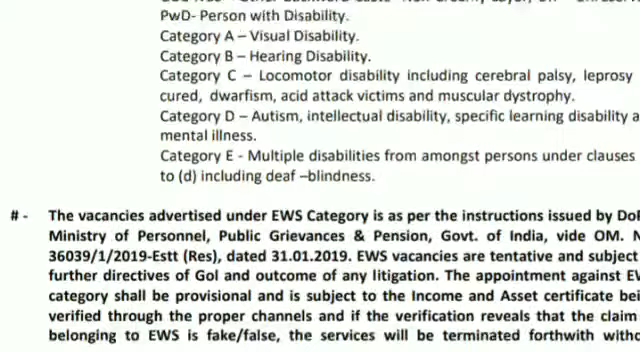 PwD- Person with Disability.
Category A – Visual Disability.
Category B – Hearing Disability.
Category C – Locomotor disability including cerebral palsy, leprosy
cured, dwarfism, acid attack victims and muscular dystrophy.
Category D – Autism, intellectual disability, specific learning disability a
mental illness.
Category E - Multiple disabilities from amongst persons under clauses
to (d) including deaf –blindness.
# - The vacancies advertised under EWS Category is as per the instructions issued by DoP
Ministry of Personnel, Public Grievances & Pension, Govt. of India, vide OM. N
36039/1/2019-Estt (Res), dated 31.01.2019. EWS vacancies are tentative and subject
further directives of GoI and outcome of any litigation. The appointment against EW
category shall be provisional and is subject to the Income and Asset certificate bei
verified through the proper channels and if the verification reveals that the claim
belonging to EWS is fake/false, the services will be terminated forthwith witho